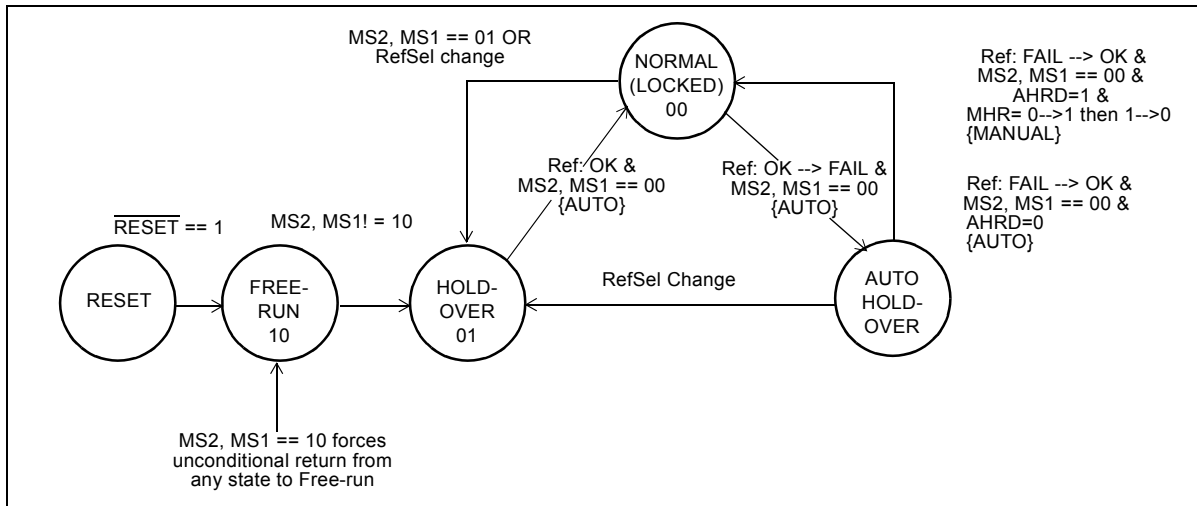 MS2, MS1 == 01 OR
RefSel change
NORMAL
(LOCKED)
00
Ref: FAIL --> OK &
MS2, MS1 == 00 &
AHRD=1 &
MHR= 0-->1 then 1-->0
{MANUAL}
Ref: OK &
MS2, MS1 == 00
{AUTO}
Ref: OK --> FAIL &
MS2, MS1 == 00
{AUTO}
Ref: FAIL --> OK &
MS2, MS1 == 00 &
AHRD=0
{AUTO}
RESET == 1
MS2, MS1! = 10
RESET
FREE-
RUN
10
HOLD-
OVER
01
RefSel Change
AUTO
HOLD-
OVER
MS2, MS1 == 10 forces
unconditional return from
any state to Free-run